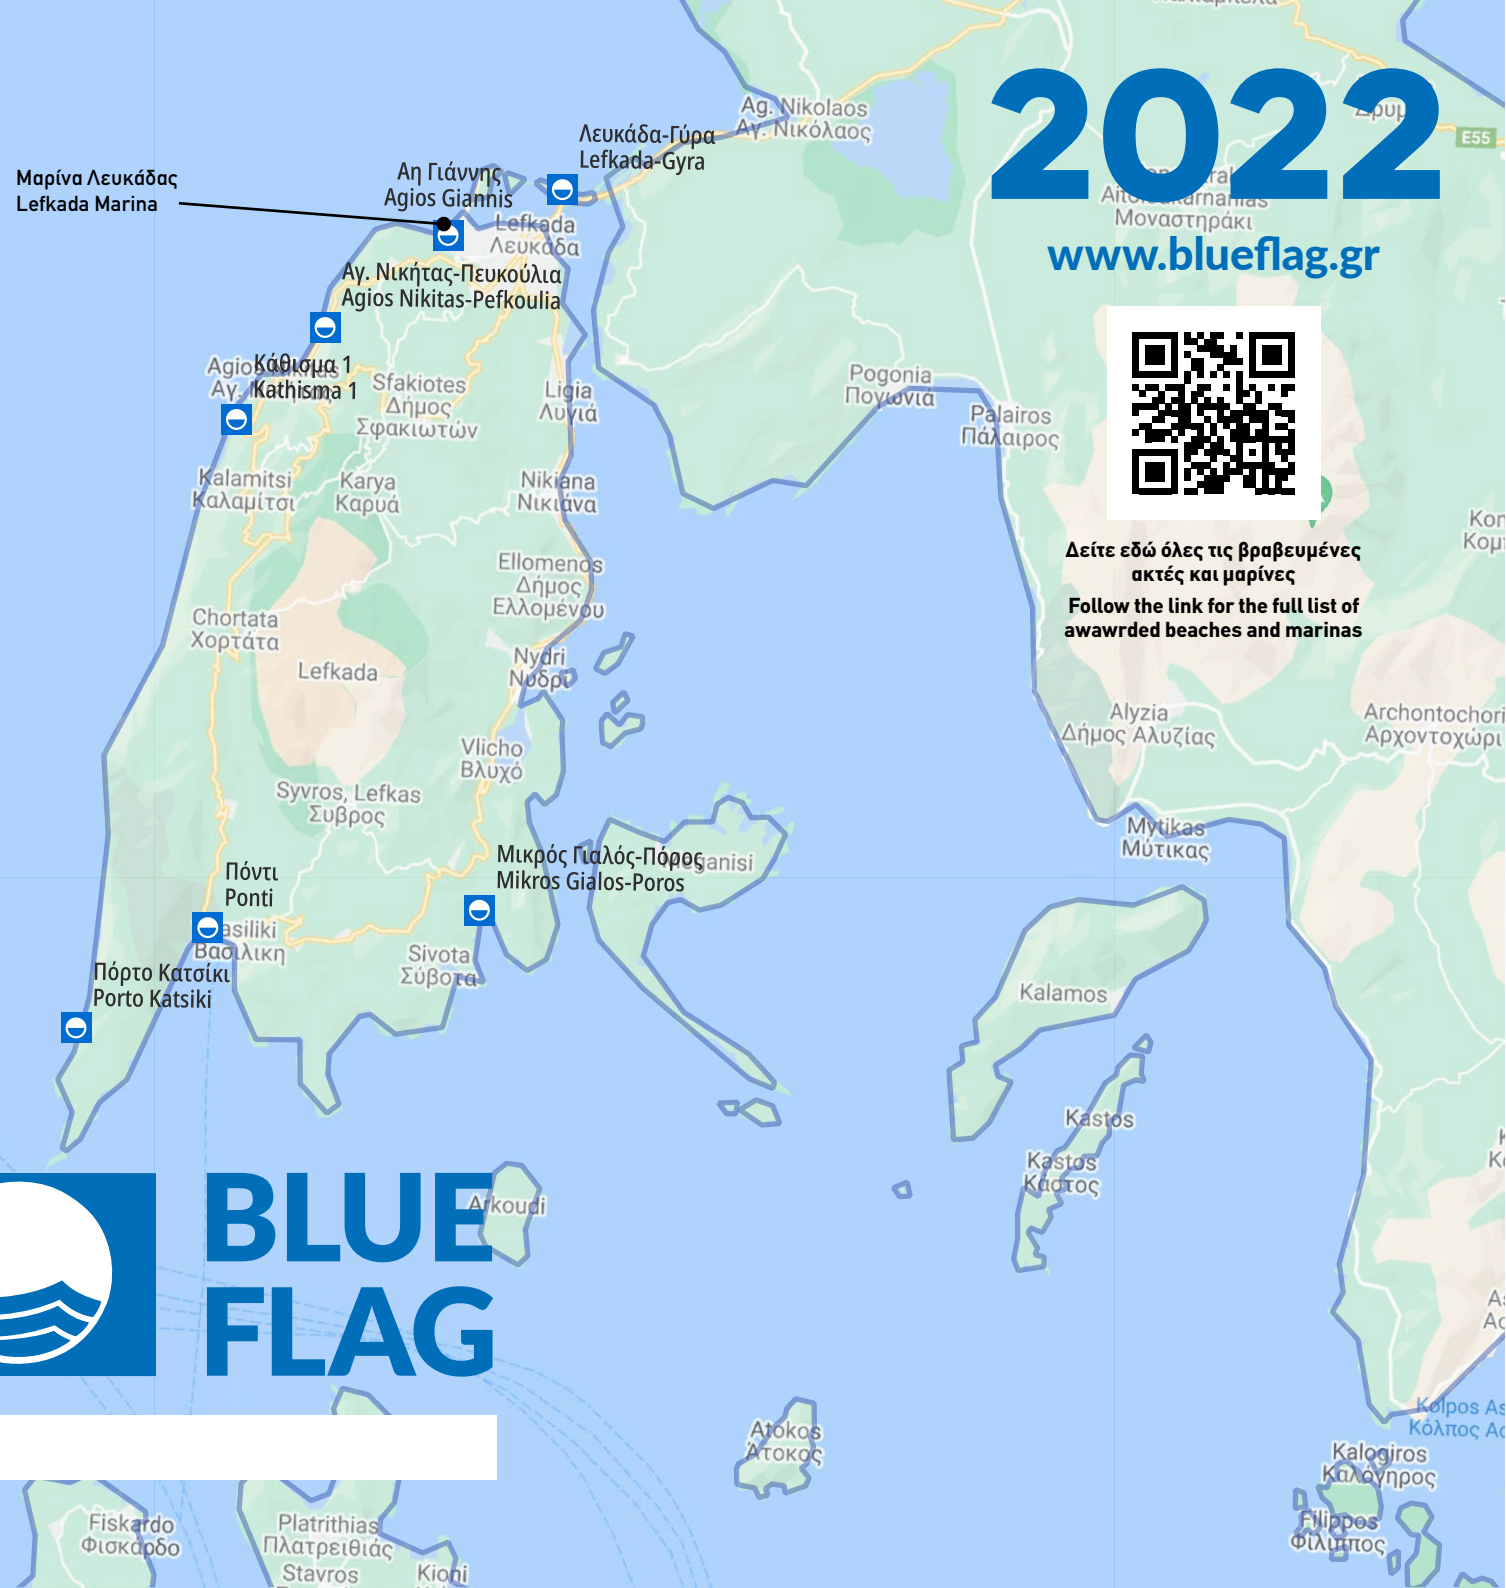 2022
www.blueflag.gr
Δείτε εδώ όλες τις βραβευμένες
ακτές και μαρίνες
Follow the link for the full list of
awawrded beaches and marinas
Ag. Nikolaos
Αγ. Νικόλαος
E55
Λευκάδα-Γύρα
Lefkada-Gyra
Μαρίνα Λευκάδας
Lefkada Marina
Αη Γιάννης
Agios Giannis
Lefkada
Λευκάδα
Μοναστηράκι
Αγ. Νικήτας-Πευκούλια
Agios Nikitas-Pefkoulia
Κάθισμα 1
Kathisma 1
Sfakiotes
Δήμος
Σφακιωτών
Ligia
Λυγιά
Pogonia
Πογωνιά
Palairos
Πάλαιρος
Kalamitsi
Καλαμίτσι
Karya
Καρυά
Nikiana
Νικιάνα
Ellomenos
Δήμος
Ελλομένου
Chortata
Χορτάτα
Lefkada
Nydri
Νυδρί
Alyzia
Δήμος Αλυζίας
Archontochori
Αρχοντοχώρι
Vlicho
Βλυχό
Syvros, Lefkas
Συβρος
Mytikas
Μύτικας
Μικρός Γιαλός-Πόρος
Mikros Gialos-Poros
Πόντι
Ponti
Βασιλικη
Sivota
Σύβοτα
Πόρτο Κατσίκι
Porto Katsiki
Kalamos
Kastos
Kastos
Κάστος
BLUE
FLAG
Arkoudi
Atokos
Άτοκος
Kalogiros
Καλόγηρος
Filippos
Φίλιππος
Fiskardo
Φισκάρδο
Platrithias
Πλατρειθιάς
Stavros
Kioni